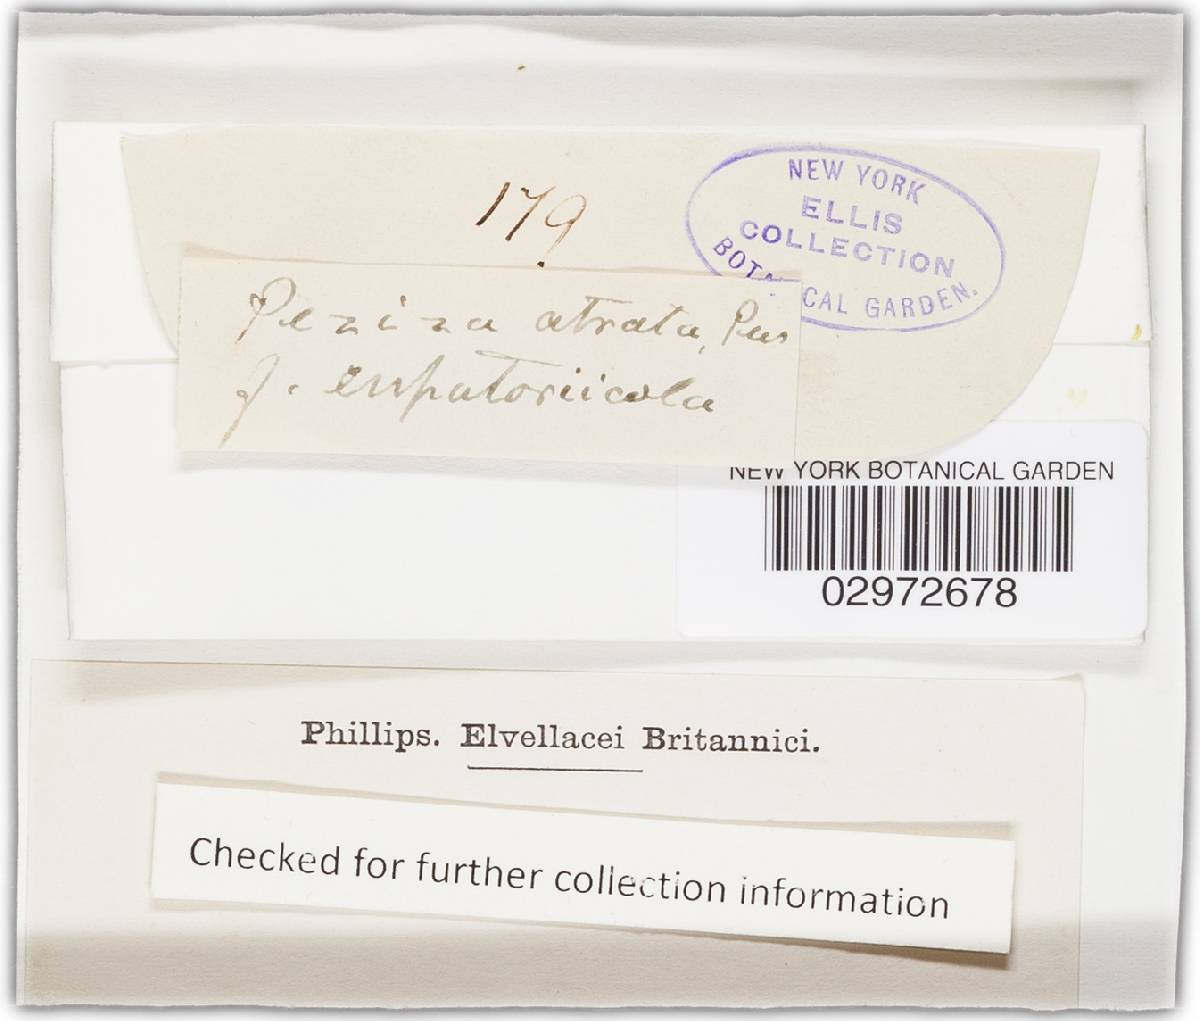 179
NEW YORK
ELLIS
COLLECTION
BOTANICAL GARDEN.
Peziza atrata, Pers
f. eupatoriicola
NEW YORK BOTANICAL GARDEN
02972678
Phillips. Elvellacei Britannici.
Checked for further collection information